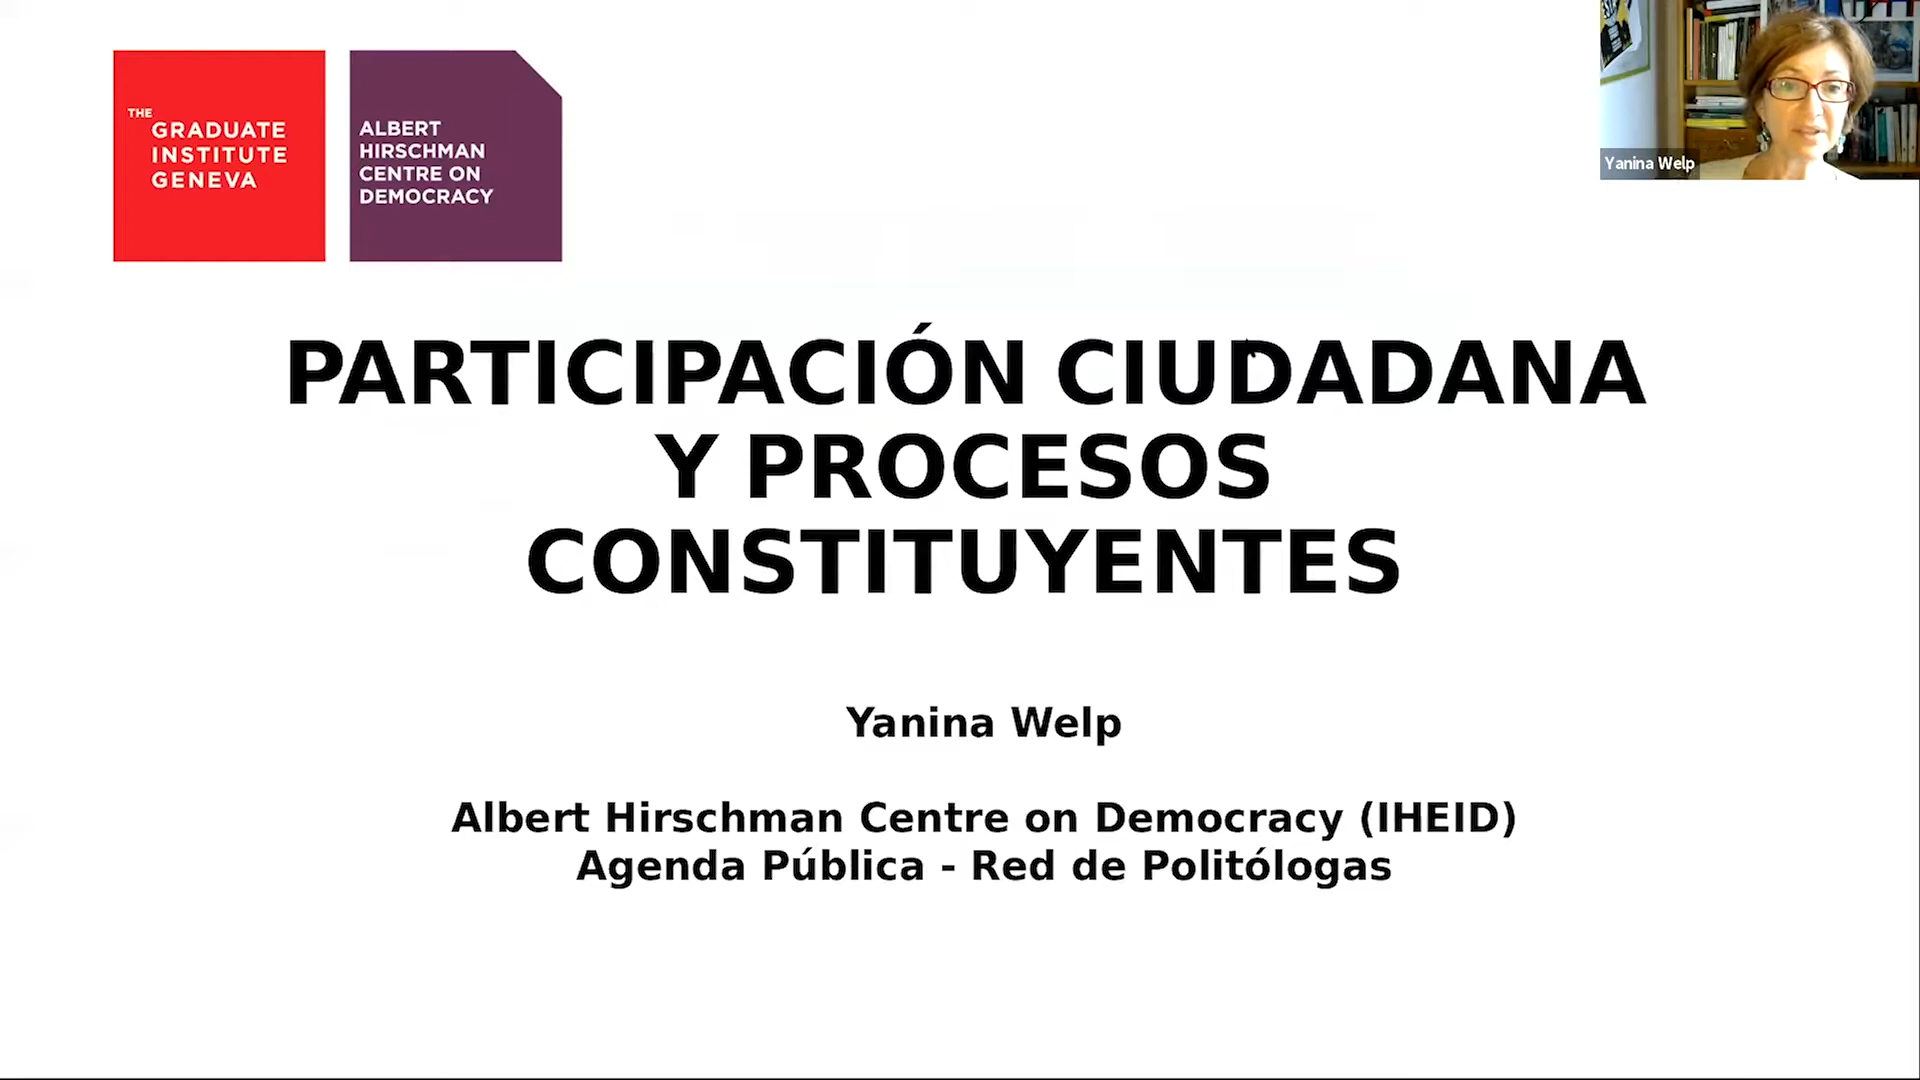 THE
GRADUATE
INSTITUTE
GENEVA
ALBERT
HIRSCHMAN
CENTRE ON
DEMOCRACY
Yanina Welp
PARTICIPACIÓN CIUDADANA
Y PROCESOS
CONSTITUYENTES
Yanina Welp
Albert Hirschman Centre on Democracy (IHEID)
Agenda Pública - Red de Politólogas